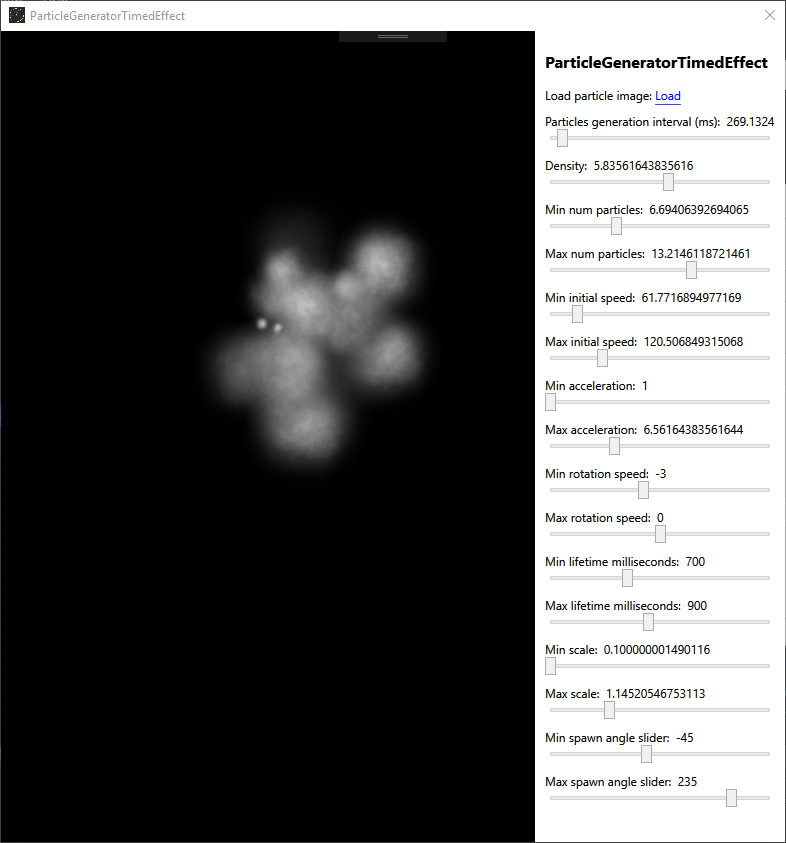 ParticleGeneratorTimedEffect
ParticleGeneratorTimedEffect
Load particle image: Load
Particles generation interval (ms): 269.1324
Density: 5.83561643835616
Min num particles: 6.69406392694065
Max num particles: 13.2146118721461
Min initial speed: 61.7716894977169
Max initial speed: 120.506849315068
Min acceleration: 1
Max acceleration: 6.56164383561644
Min rotation speed: -3
Max rotation speed: 0
Min lifetime milliseconds: 700
Max lifetime milliseconds: 900
Min scale: 0.100000001490116
Max scale: 1.14520546753113
Min spawn angle slider: -45
Max spawn angle slider: 235